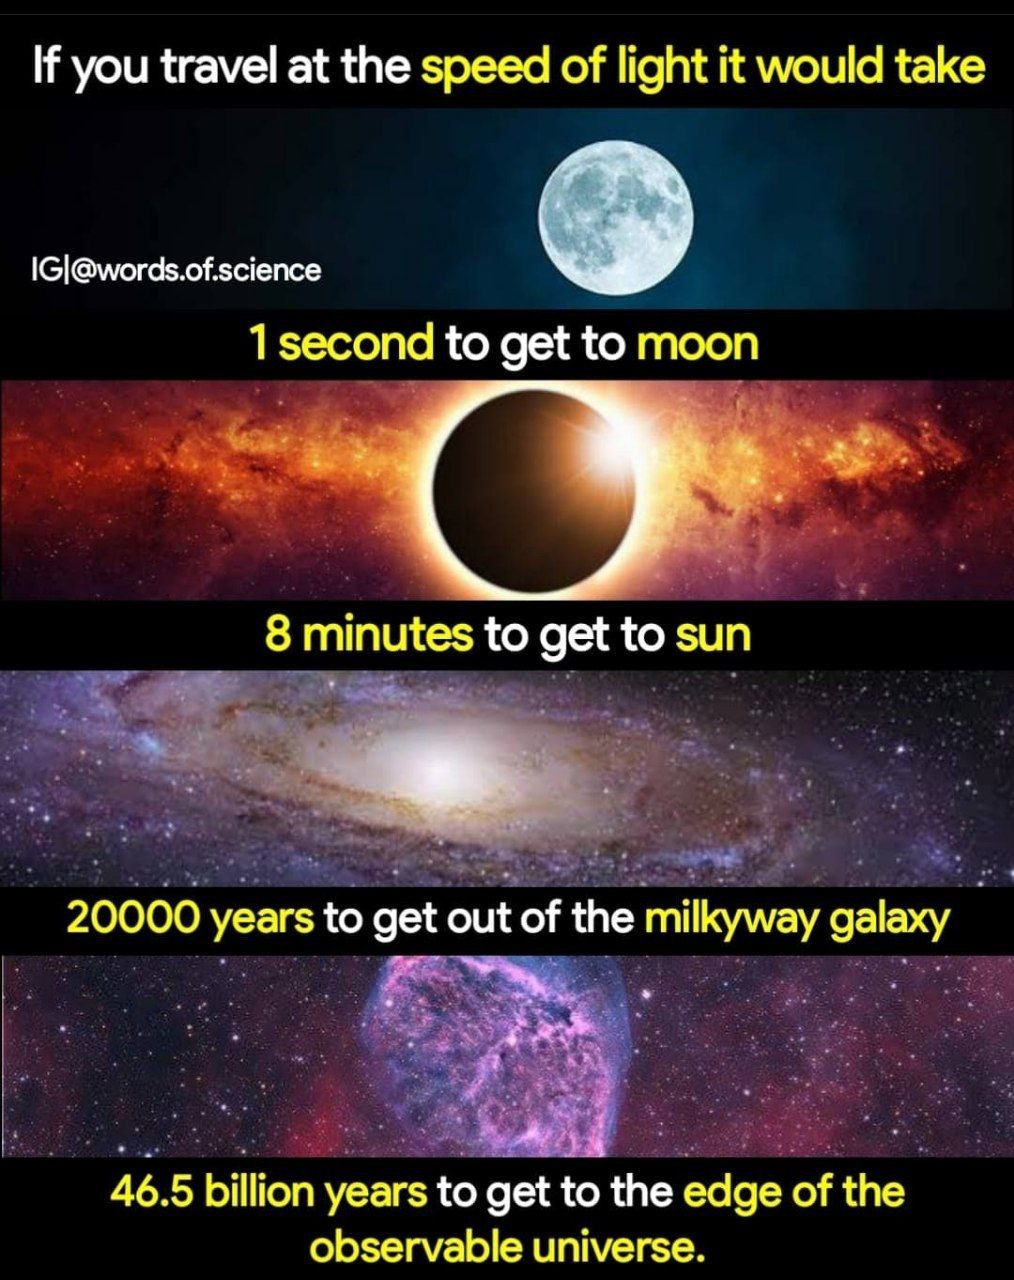 If you travel at the speed of light it would take
IG|@words.of.science
1 second to get to moon
8 minutes to get to sun
20000 years to get out of the milkyway galaxy
46.5 billion years to get to the edge of the
observable universe.